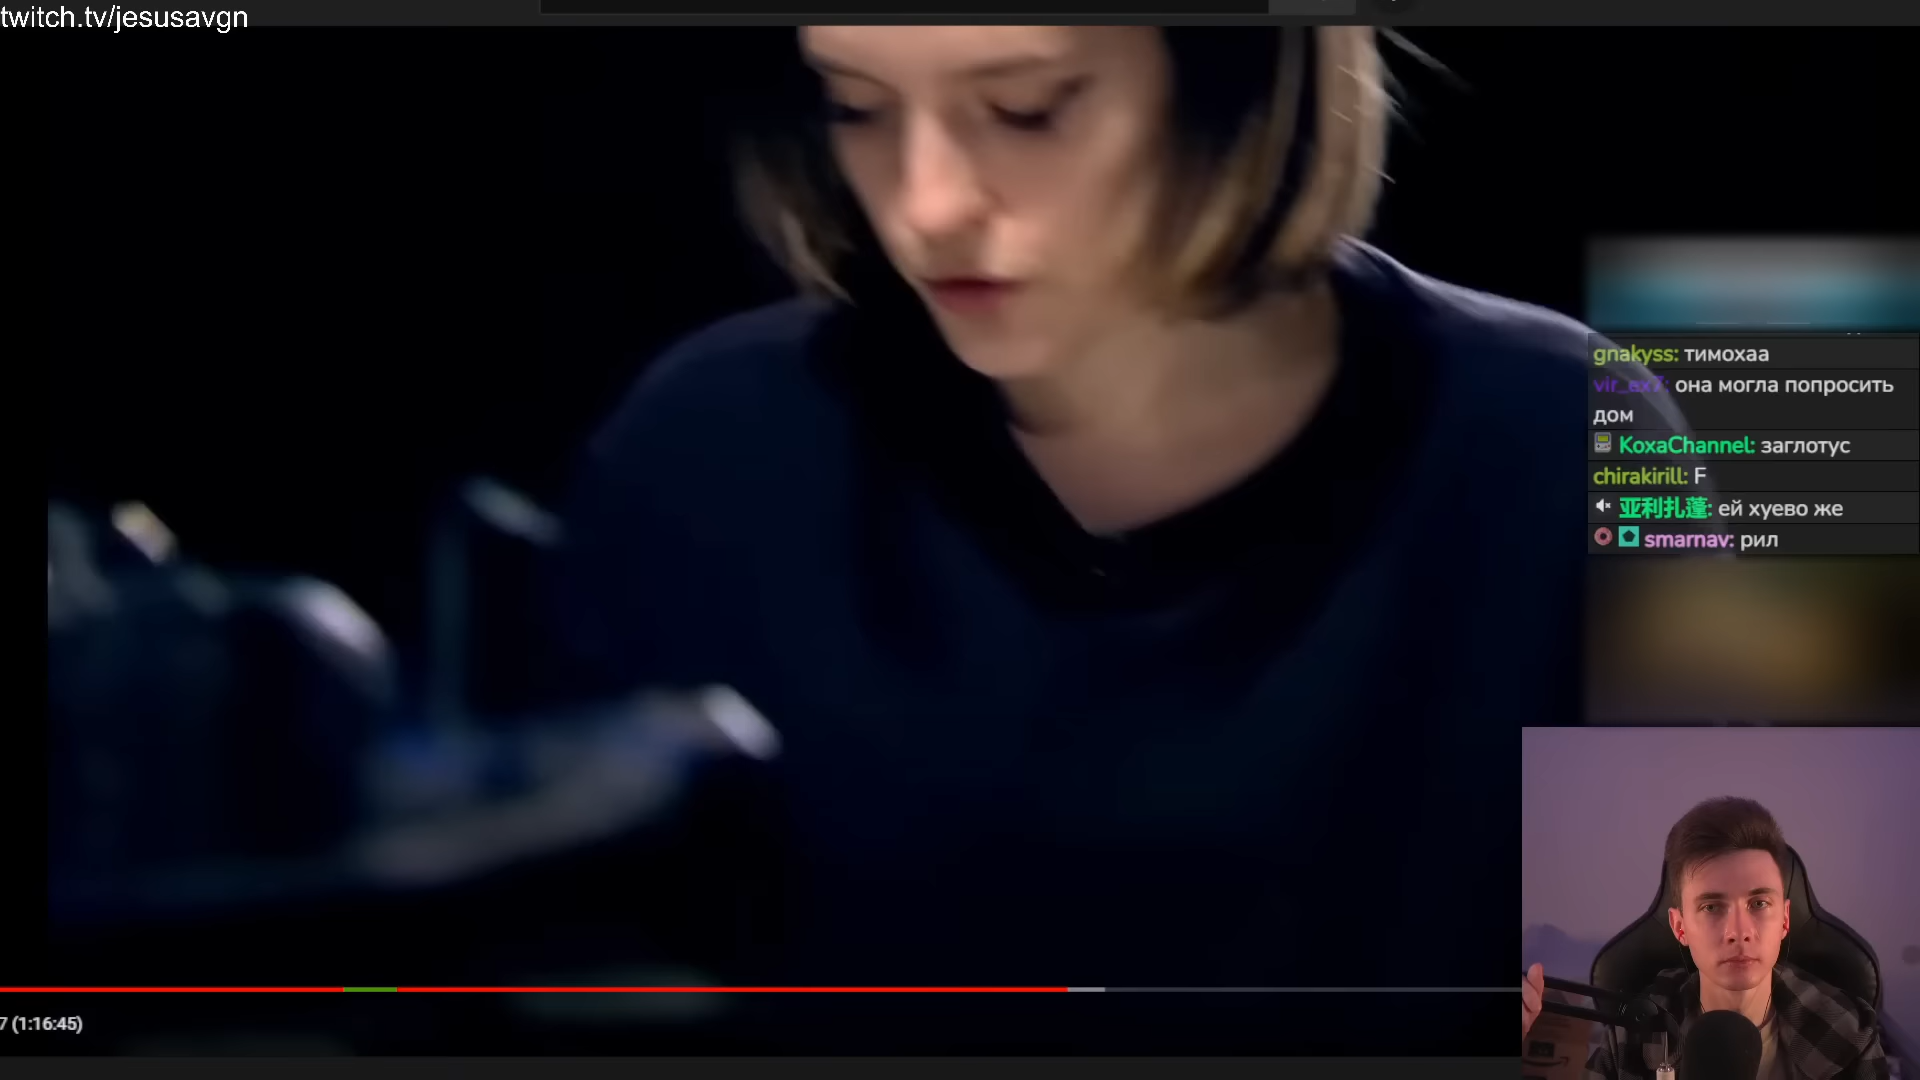 twitch.tv/jesusavgn
gnakyss: тимохаа
vir_ex7: она могла попросить
дом
KoxaChannel: заглотус
chirakirill: F
亚利扎蓬: ей хуево же
smarnav: рил
7 (1:16:45)